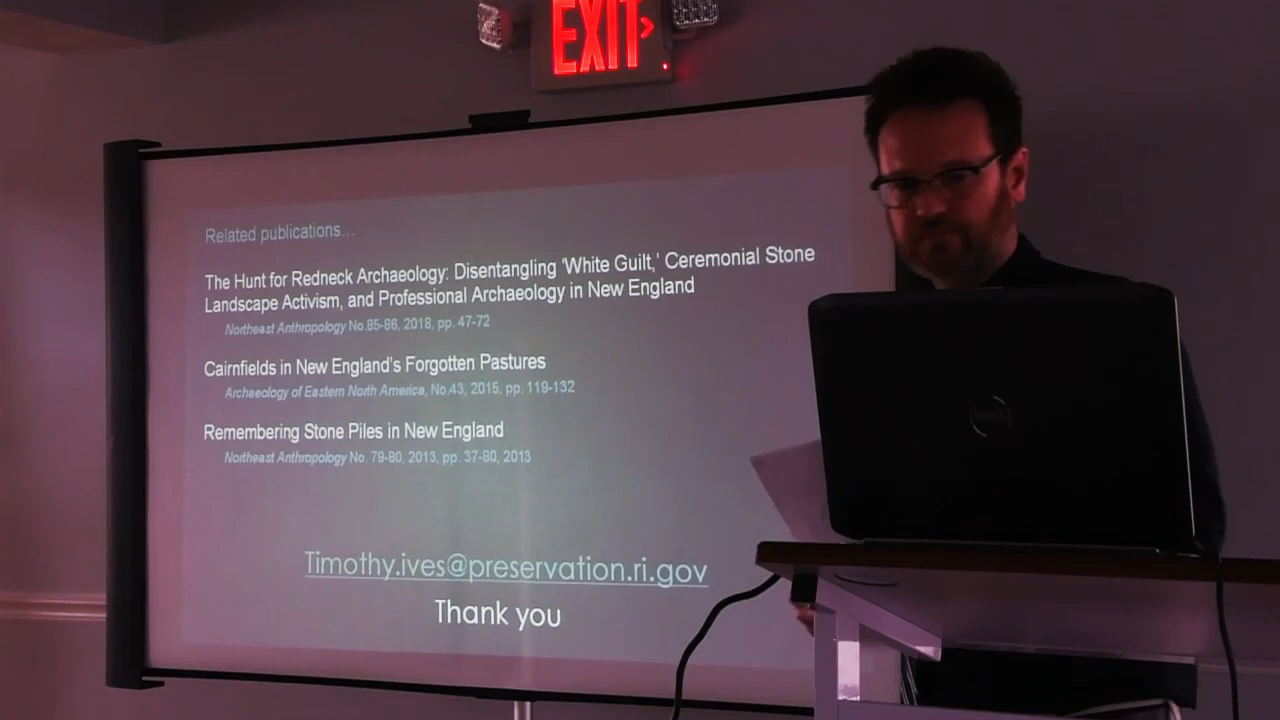 EXIT
Related publications...
The Hunt for Redneck Archaeology: Disentangling 'White Guilt,' Ceremonial Stone
Landscape Activism, and Professional Archaeology in New England
Northeast Anthropology No.85-86, 2018, pp. 47-72
Cairnfields in New England's Forgotten Pastures
Archaeology of Eastern North America, No.43, 2015, pp. 119-132
Remembering Stone Piles in New England
Northeast Anthropology No. 79-80, 2013, pp. 37-80, 2013
Timothy.ives@preservation.ri.gov
Thank you
DELL